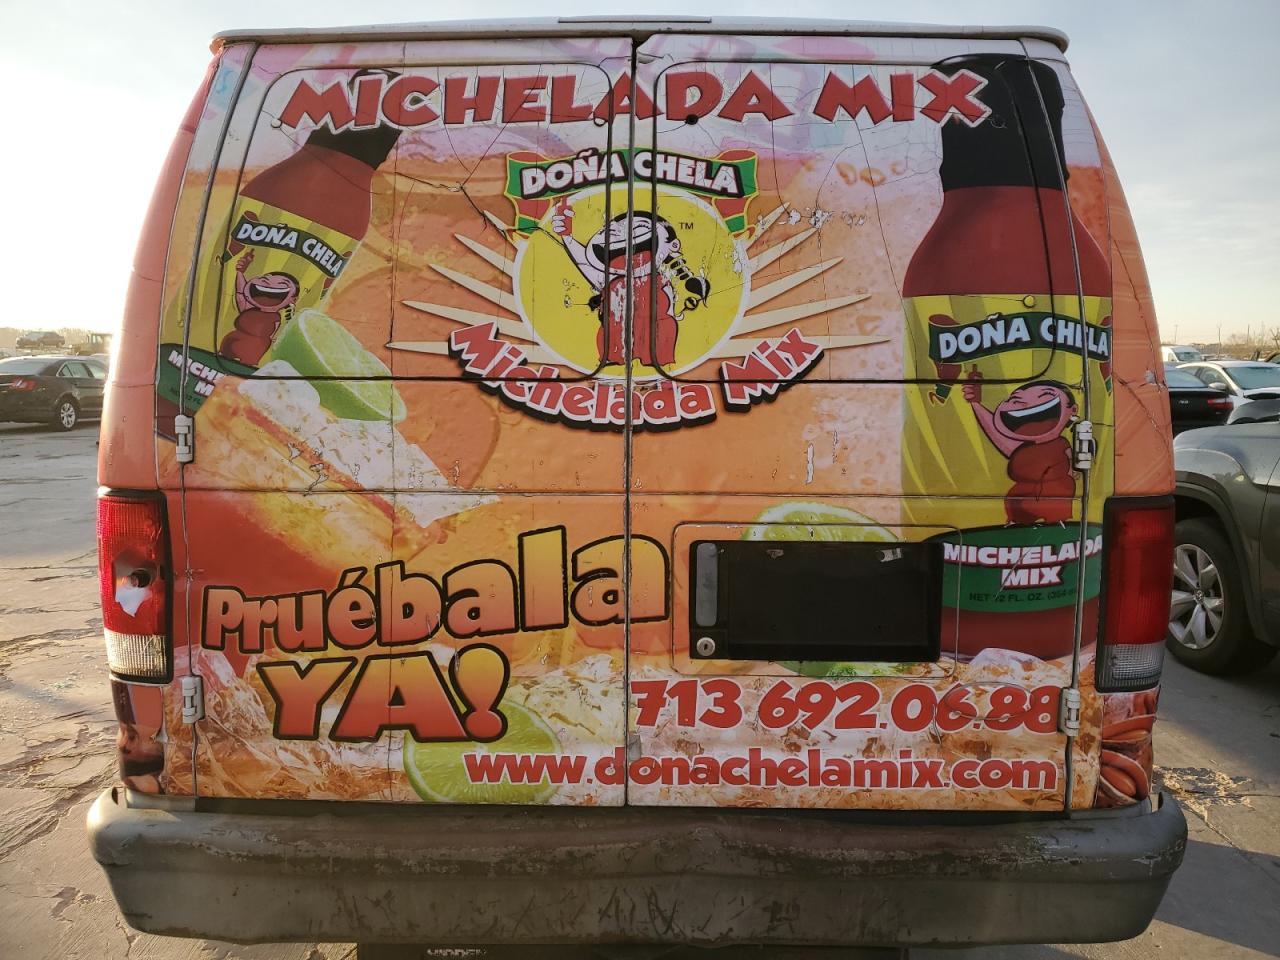 MICHELADA MIX
DOÑA CHELA
TM
Michelada Mix
DOÑA CHELA
DOÑA CHELA
MICHELADA
MIX
Pruébala
YA!
713 692.06.88
www.donachelamix.com